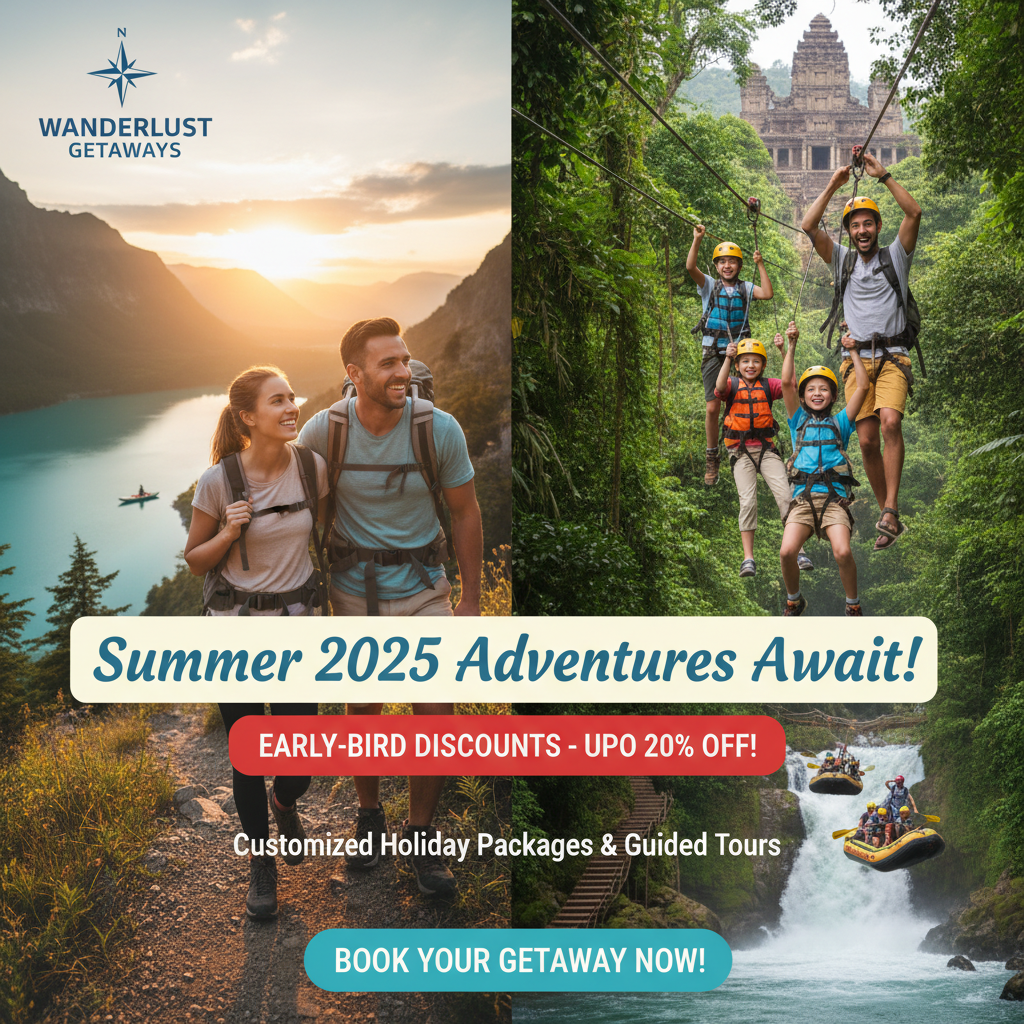 N
WANDERLUST
GETAWAYS
Summer 2025 Adventures Await!
EARLY-BIRD DISCOUNTS - UPO 20% OFF!
Customized Holiday Packages & Guided Tours
BOOK YOUR GETAWAY NOW!